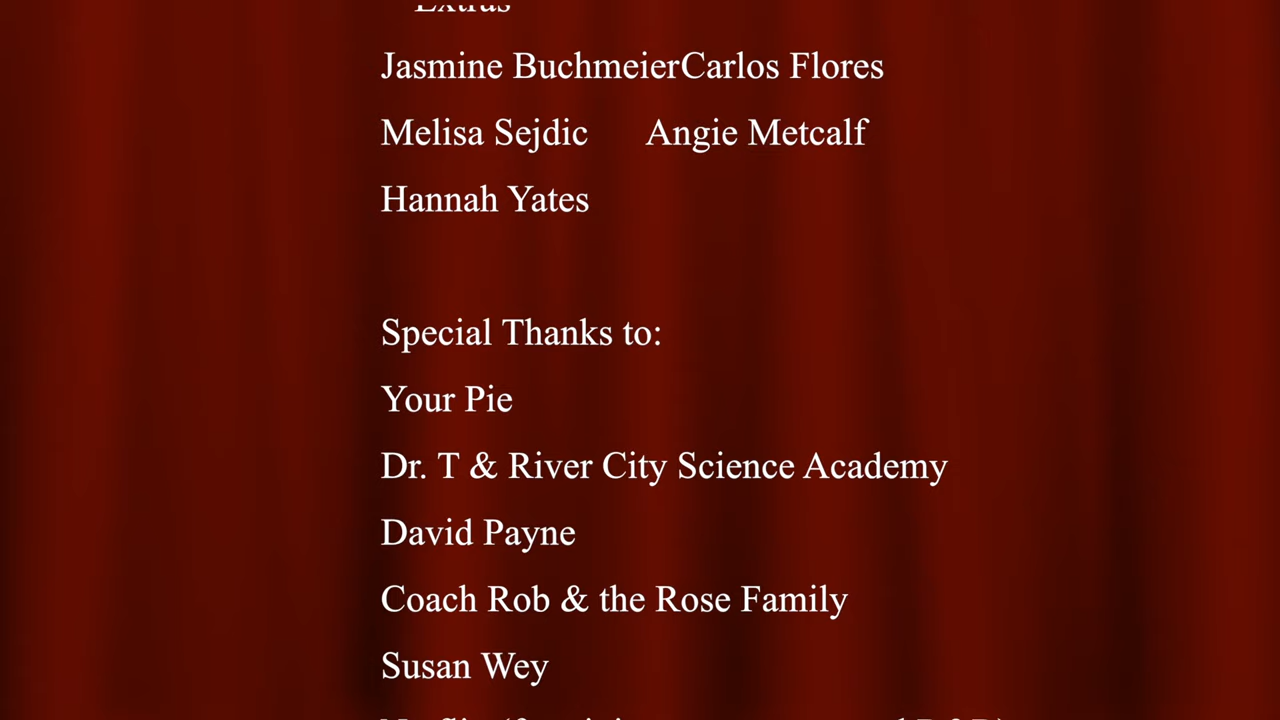 Extras
Jasmine BuchmeierCarlos Flores
Melisa Sejdic Angie Metcalf
Hannah Yates
Special Thanks to:
Your Pie
Dr. T & River City Science Academy
David Payne
Coach Rob & the Rose Family
Susan Wey